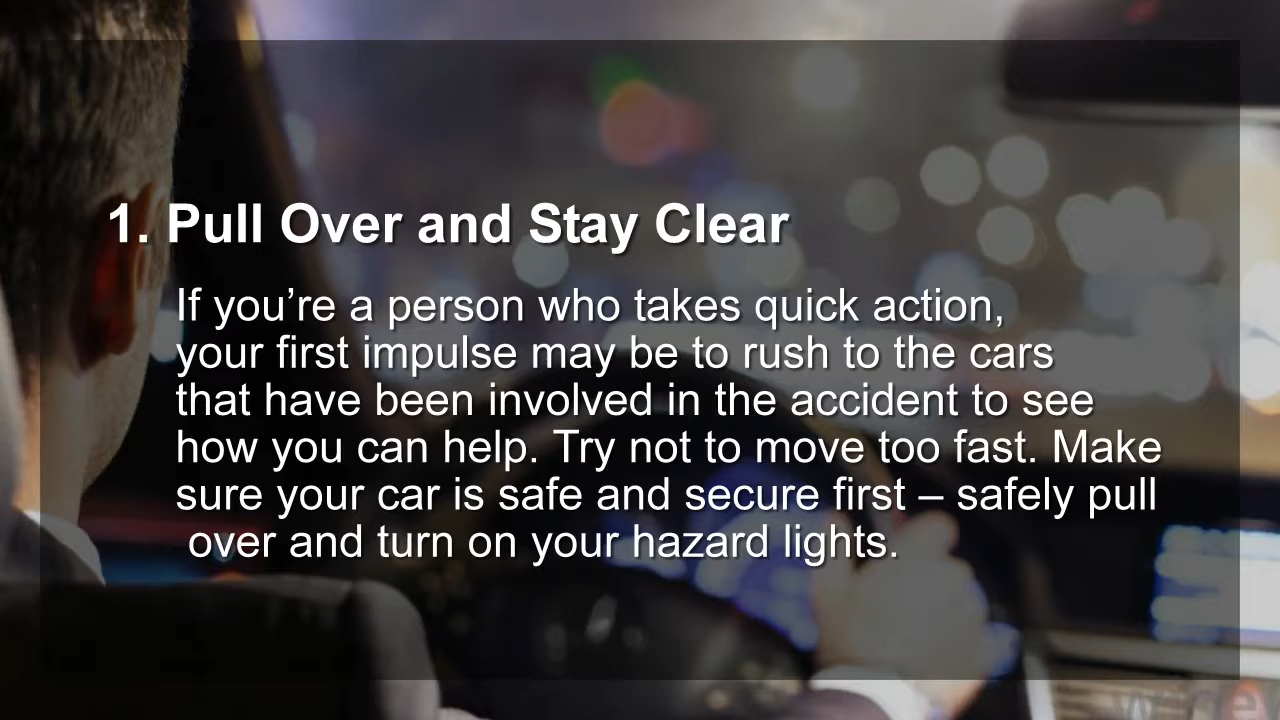 1. Pull Over and Stay Clear
If you’re a person who takes quick action,
your first impulse may be to rush to the cars
that have been involved in the accident to see
how you can help. Try not to move too fast. Make
sure your car is safe and secure first – safely pull
over and turn on your hazard lights.